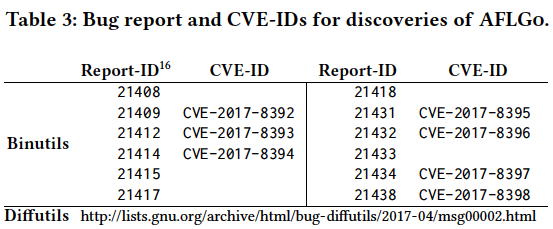 Table 3: Bug report and CVE-IDs for discoveries of AFLGo.
Report-ID16 CVE-ID Report-ID CVE-ID
21408 21418
21409 CVE-2017-8392 21431 CVE-2017-8395
21412 CVE-2017-8393 21432 CVE-2017-8396
Binutils
21414 CVE-2017-8394 21433
21415 21434 CVE-2017-8397
21417 21438 CVE-2017-8398
Diffutils http://lists.gnu.org/archive/html/bug-diffutils/2017-04/msg00002.html